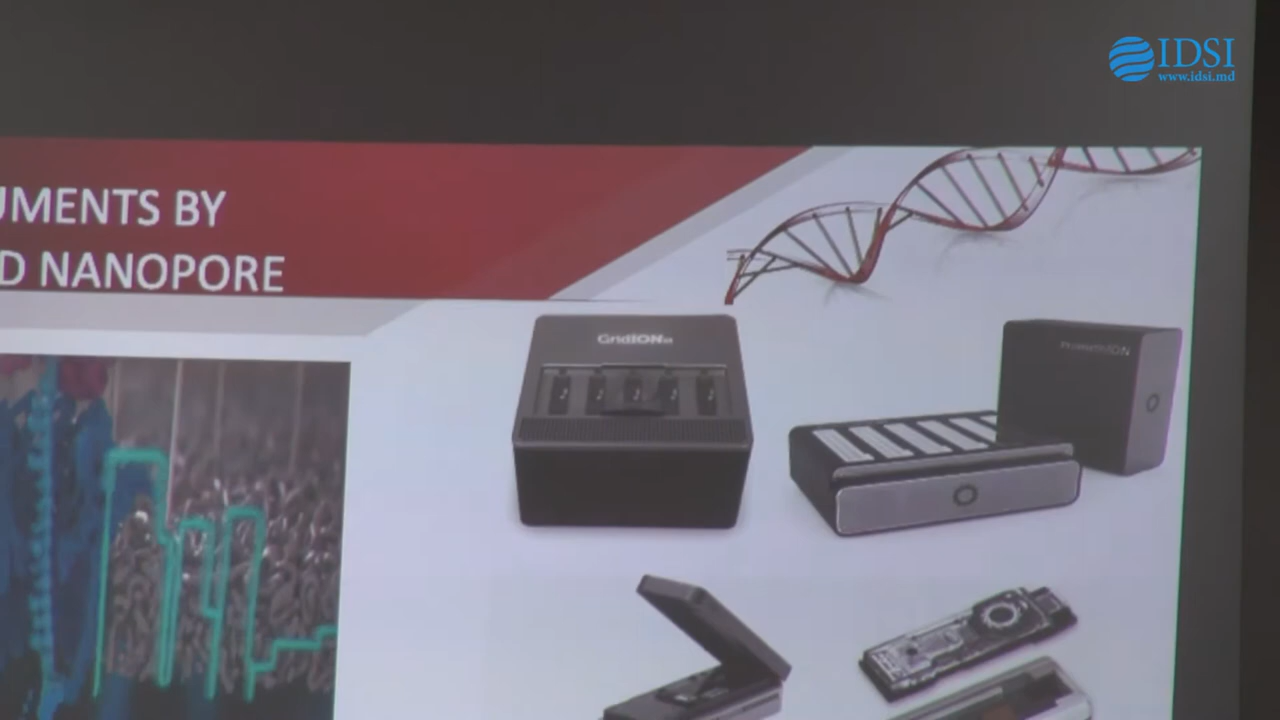 IDSI
www.idsi.md
UMENTS BY
D NANOPORE
GridION